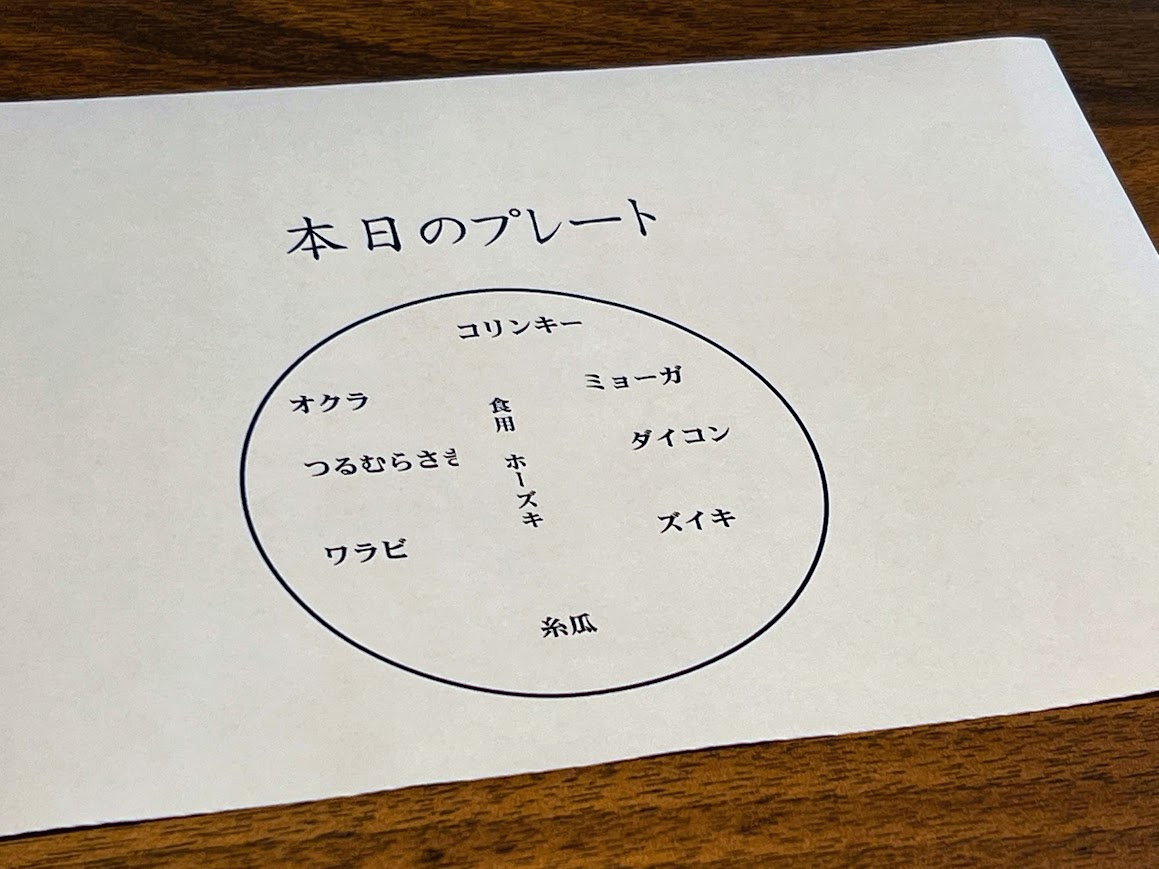 本日のプレート
コリンキー
ミョーガ
オクラ
食用 ホーズキ
ダイコン
つるむらさき
ズイキ
ワラビ
糸瓜